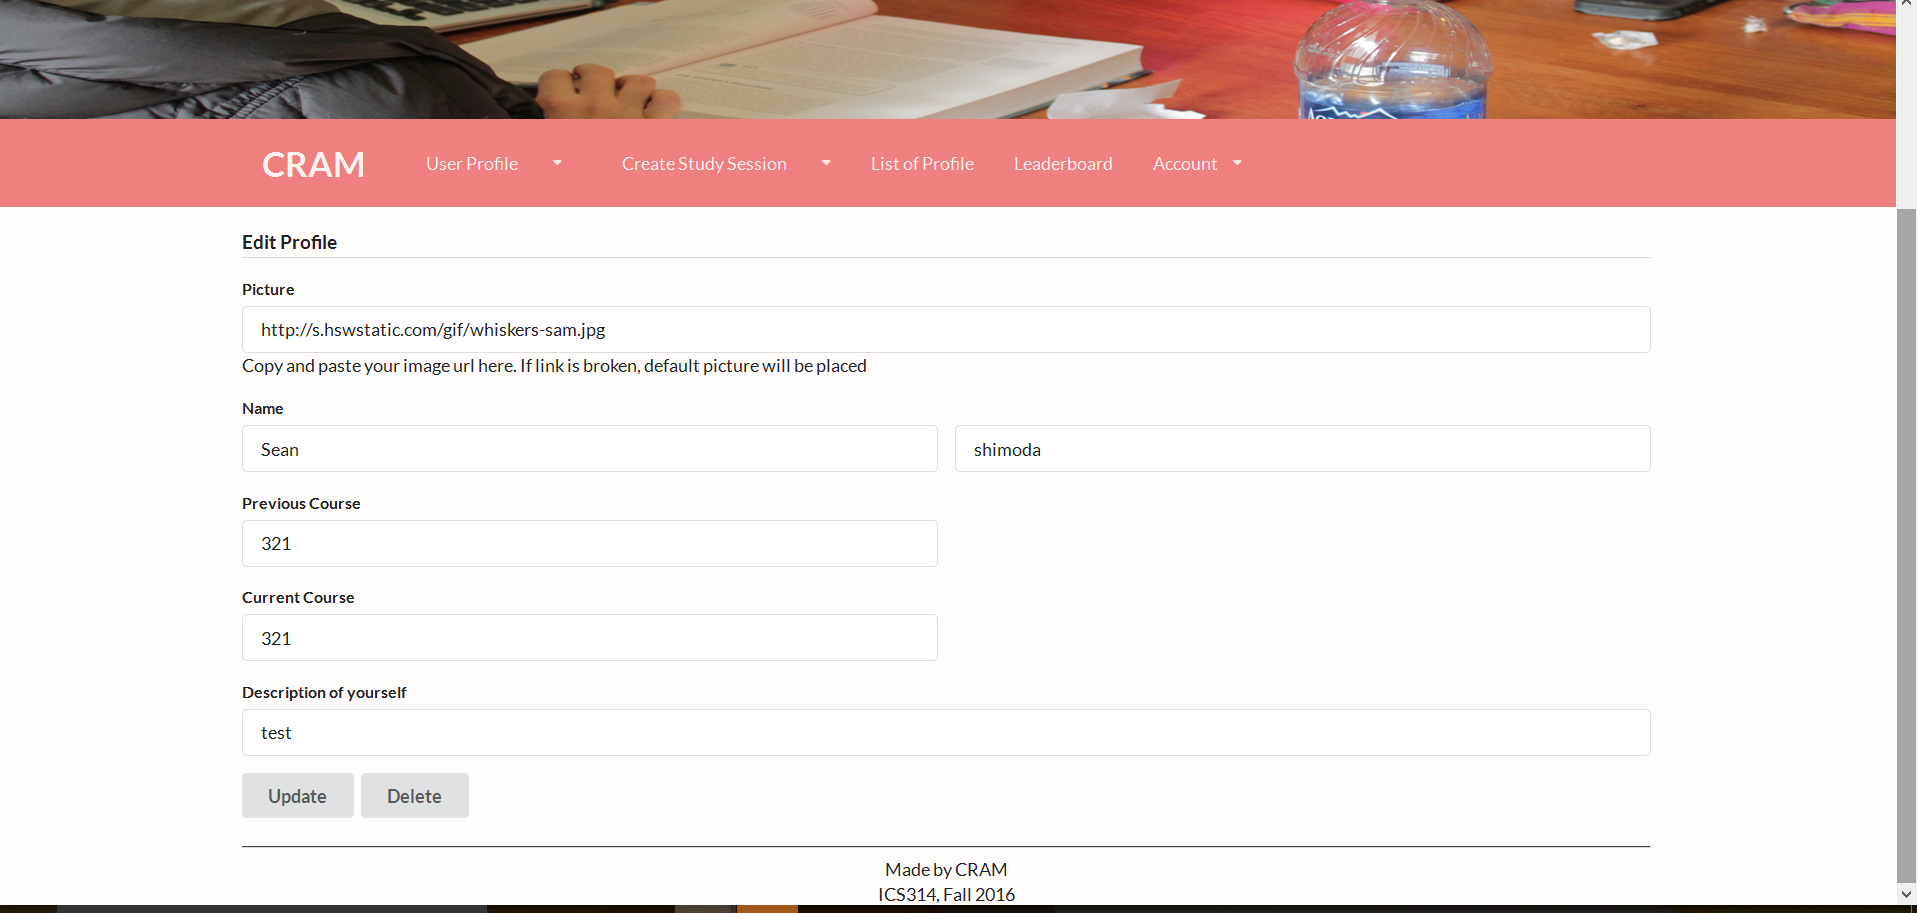 CRAM User Profile Create Study Session List of Profile Leaderboard Account
Edit Profile
Picture
http://s.hswstatic.com/gif/whiskers-sam.jpg
Copy and paste your image url here. If link is broken, default picture will be placed
Name
Sean shimoda
Previous Course
321
Current Course
321
Description of yourself
test
Update Delete
Made by CRAM
ICS314, Fall 2016